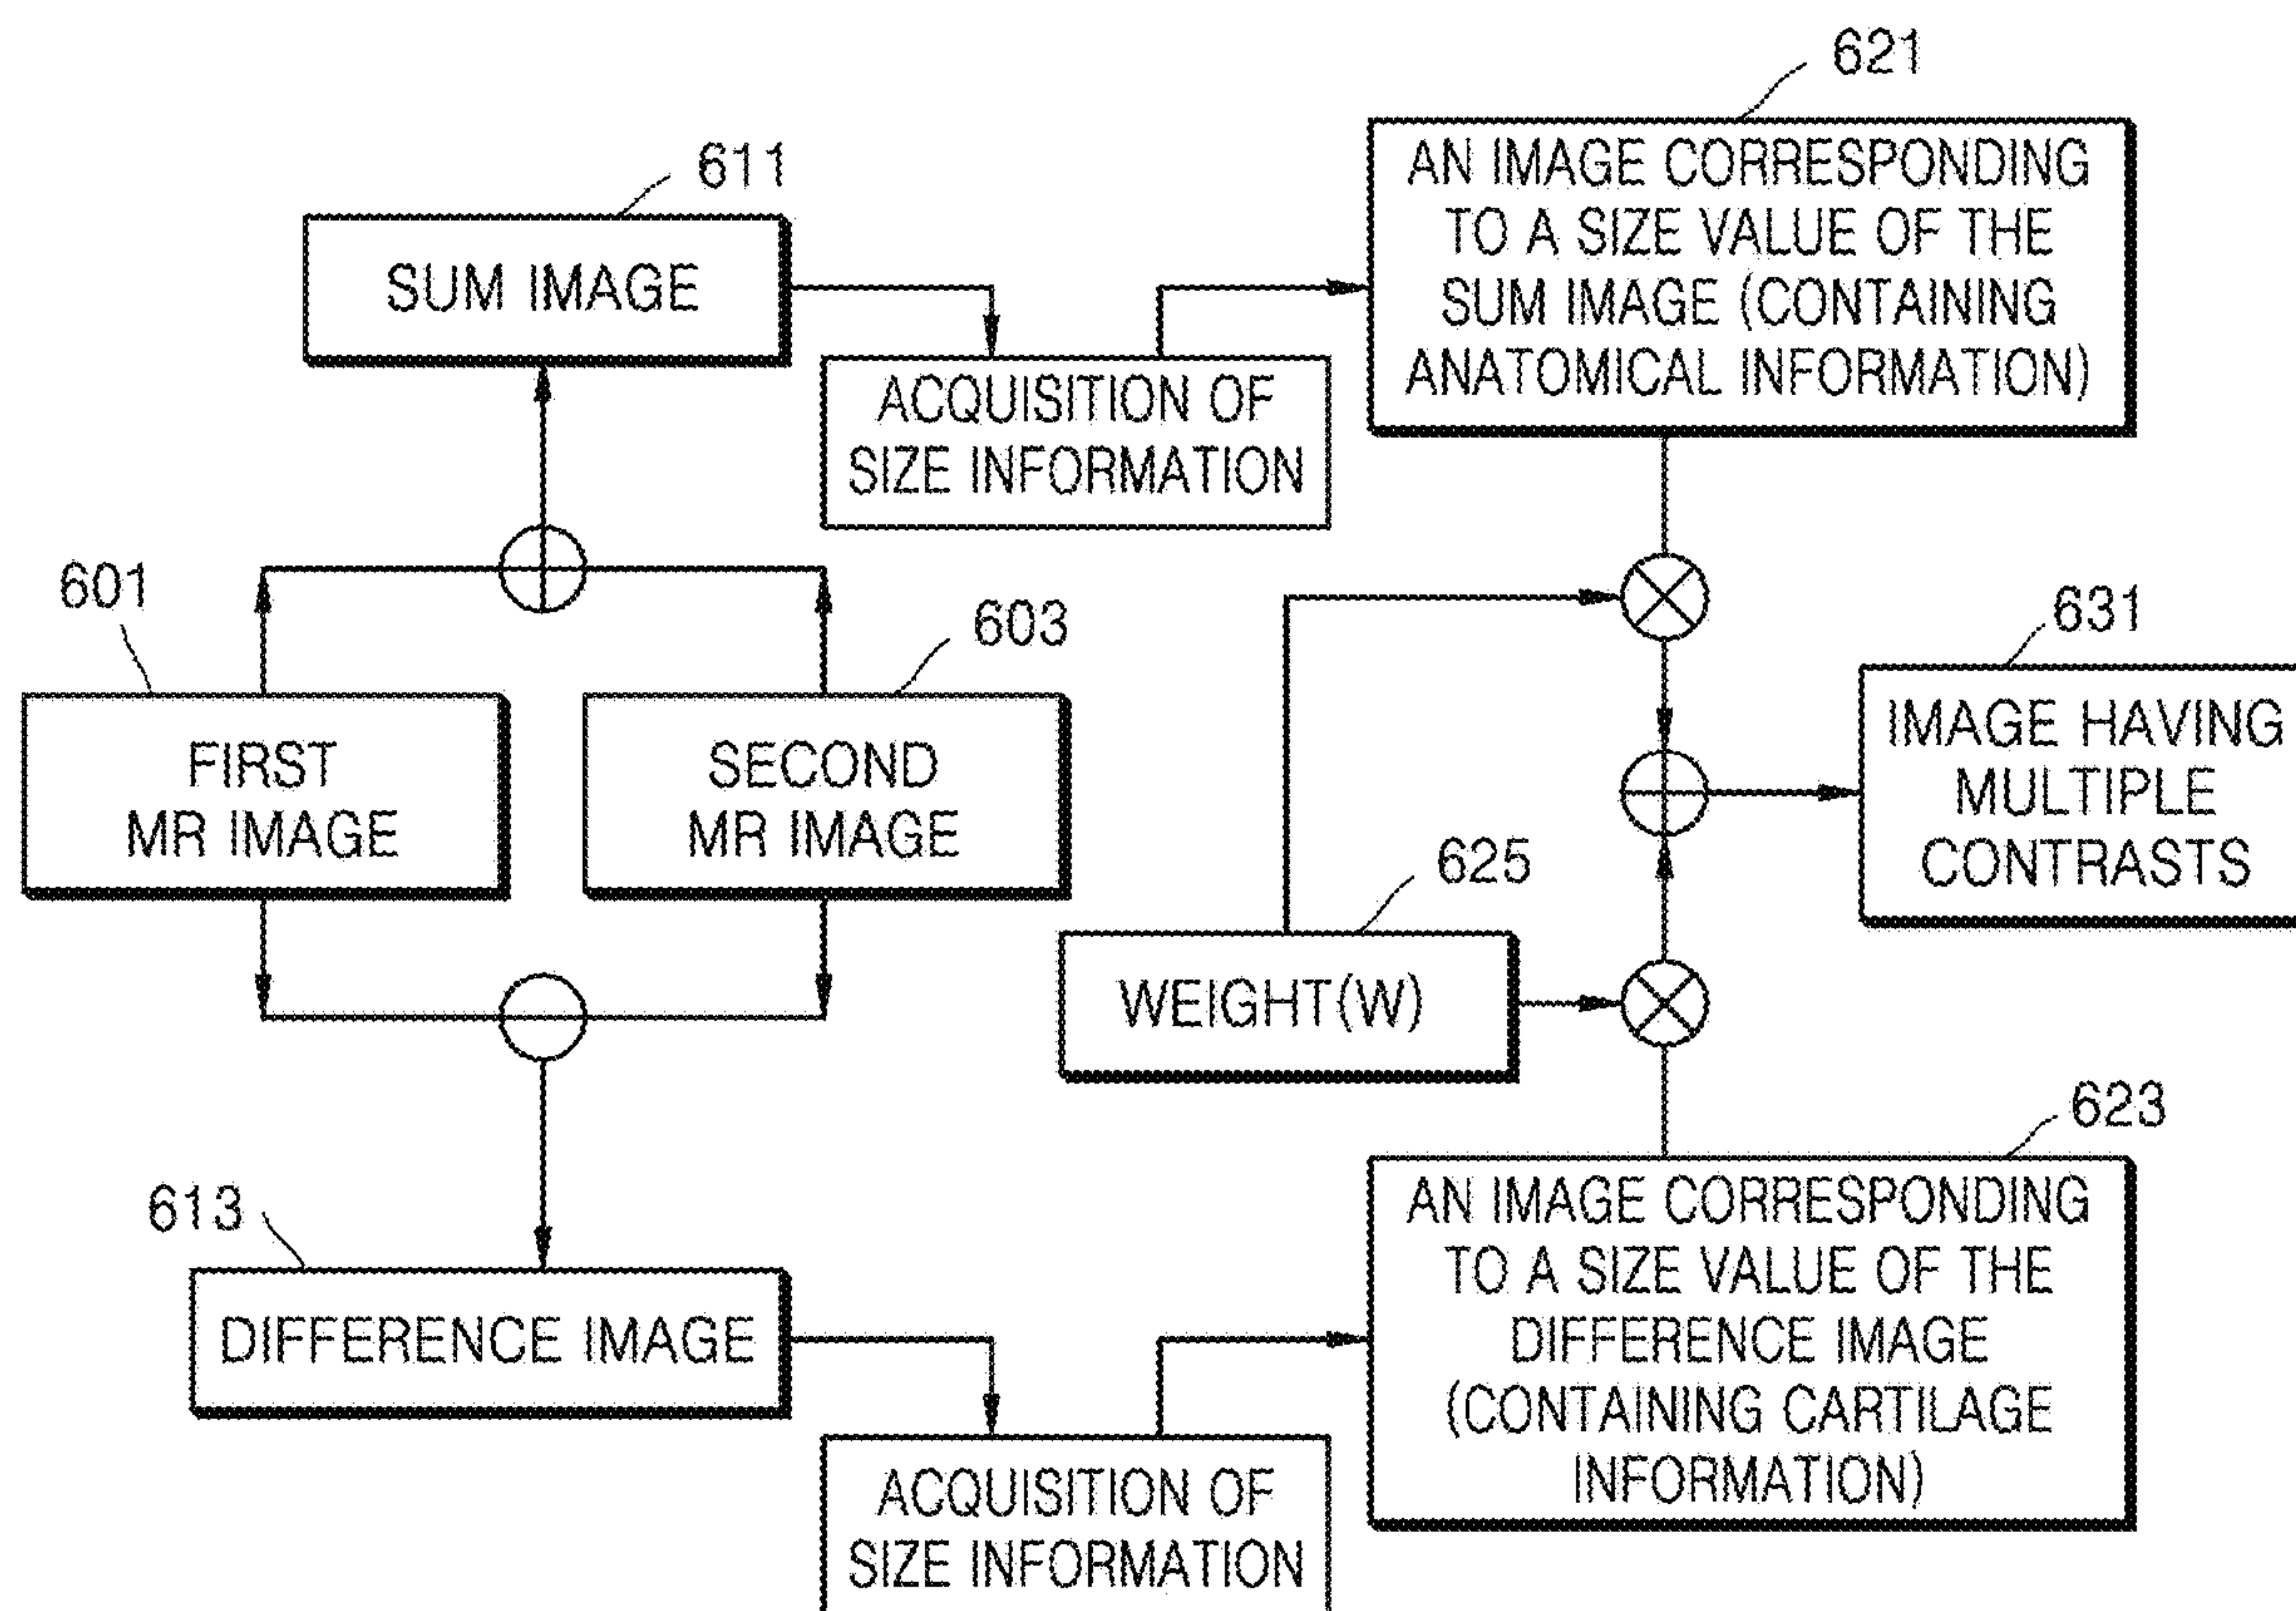 621
611
AN IMAGE CORRESPONDING
TO A SIZE VALUE OF THE
SUM IMAGE (CONTAINING
ANATOMICAL INFORMATION)
SUM IMAGE
ACQUISITION OF
SIZE INFORMATION
601
603
631
FIRST
MR IMAGE
SECOND
MR IMAGE
IMAGE HAVING
MULTIPLE
CONTRASTS
625
WEIGHT(W)
623
613
AN IMAGE CORRESPONDING
TO A SIZE VALUE OF THE
DIFFERENCE IMAGE
(CONTAINING CARTILAGE
INFORMATION)
DIFFERENCE IMAGE
ACQUISITION OF
SIZE INFORMATION